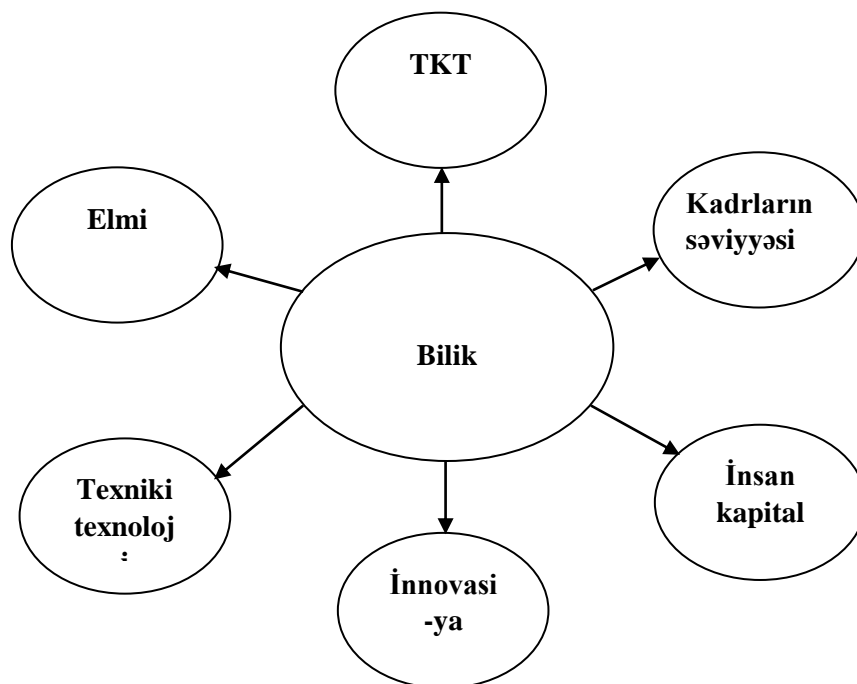 TKT
Elmi
Kadrların
səviyyəsi
Bilik
Texniki
texnoloj
İnsan
kapital
İnnovasi
-ya